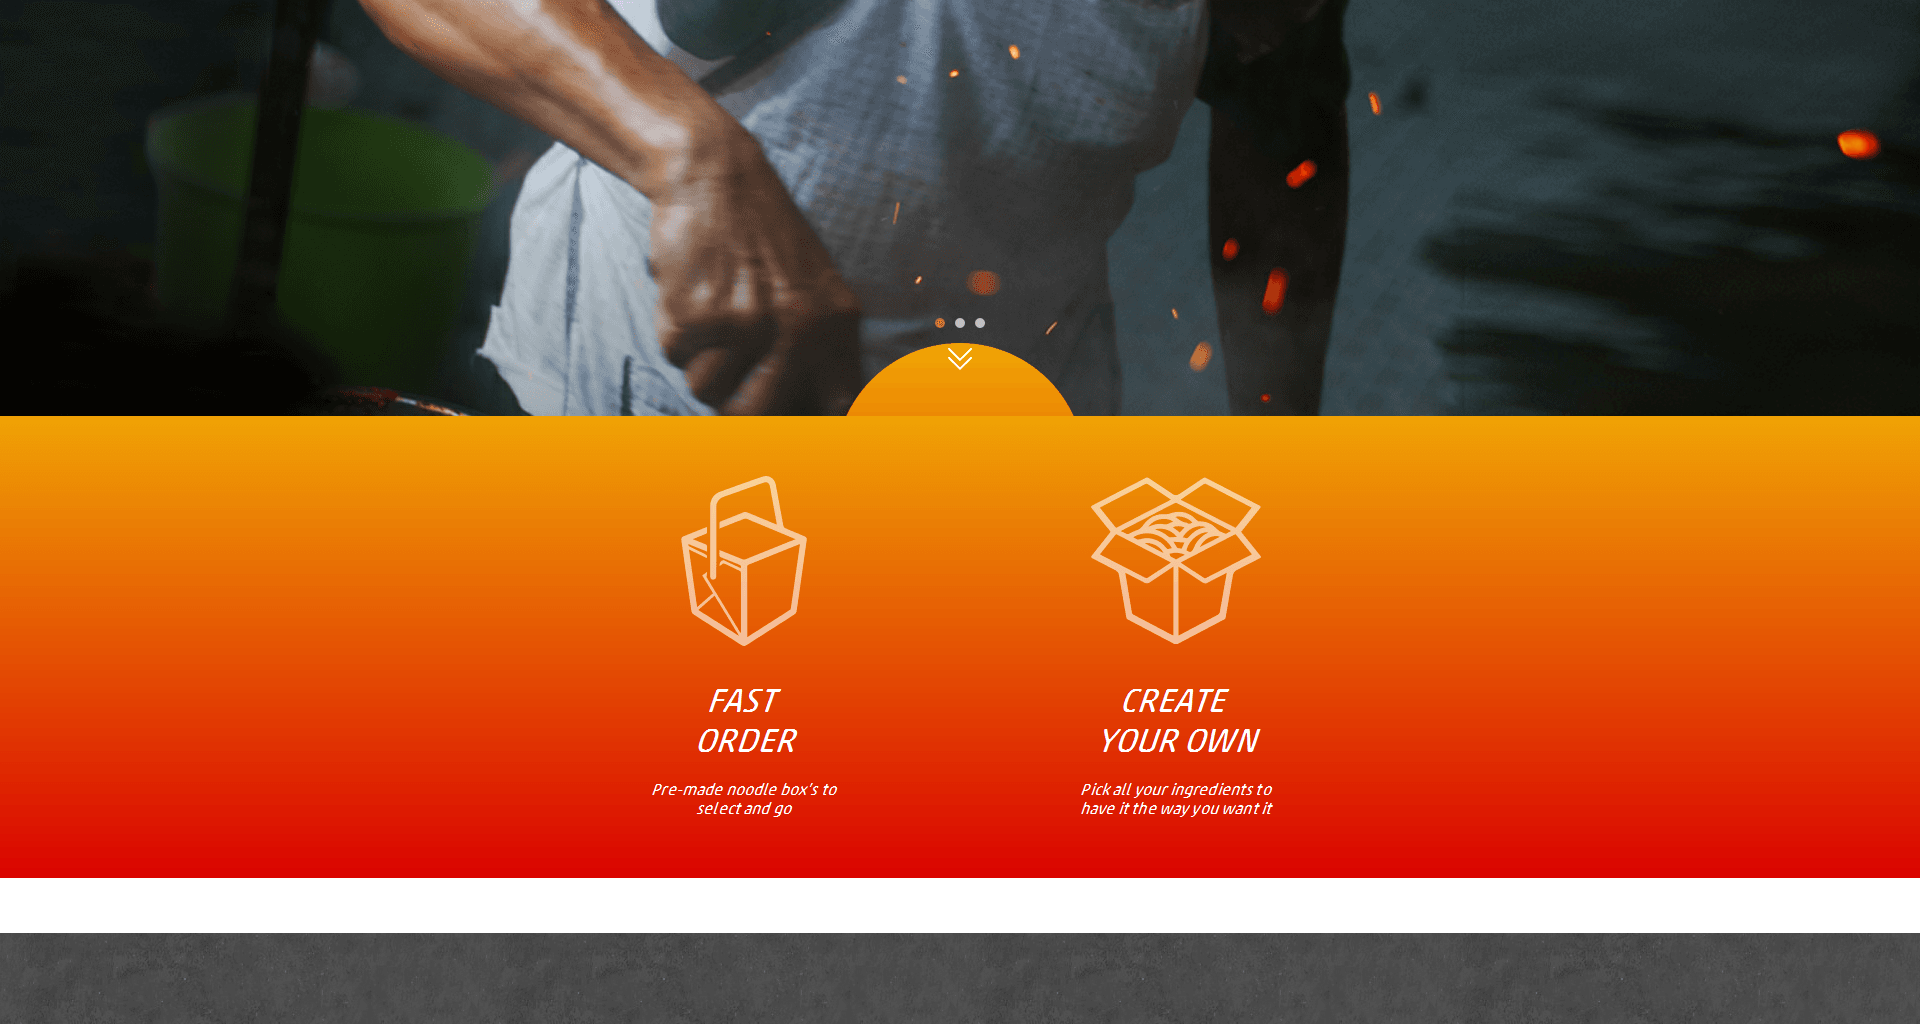 FAST
ORDER
Pre-made noodle box's to
select and go
CREATE
YOUR OWN
Pick all your ingredients to
have it the way you want it